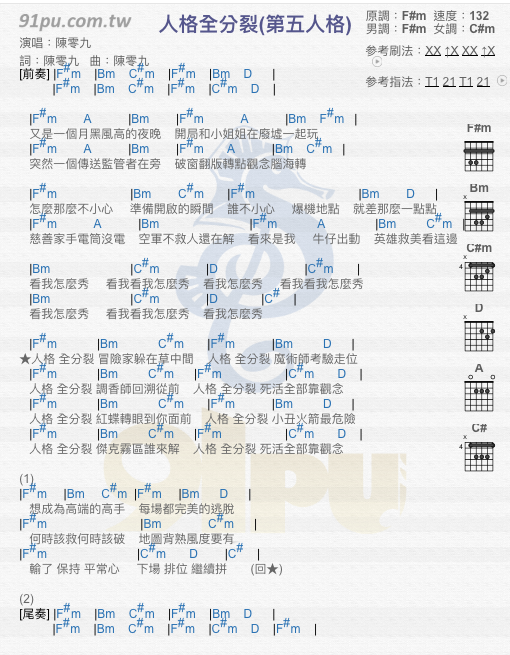 91pu.com.tw
人格全分裂(第五人格)
原調：F#m 速度：132
男調：F#m 女調：C#m
演唱：陳零九
詞：陳零九 曲：陳零九
參考刷法：XX ↑X XX ↑X
參考指法：T1 21 T1 21
[前奏] |F#m |Bm C#m |F#m |Bm D |
|F#m |Bm C#m |F#m |C#m D |
|F#m A |Bm |F#m A |Bm F#m |
又是一個月黑風高的夜晚 開局和小姐姐在廢墟一起玩
|F#m A |Bm |F#m A |Bm C#m |
突然一個傳送監管者在旁 破窗翻版轉點觀念腦海轉
|F#m |Bm C#m |F#m |Bm D |
怎麼那麼不小心 準備開啟的瞬間 誰不小心 爆機地點 就差那麼一點點
|F#m A |Bm |F#m A |Bm C#m |
慈善家手電筒沒電 空軍不救人還在解 看來是我 牛仔出動 英雄救美看這邊
|Bm |C#m |D |C#m |
看我怎麼秀 看我看我怎麼秀 看我怎麼秀 看我看我怎麼秀
|Bm |C#m |D |C# |
看我怎麼秀 看我看我怎麼秀 看我怎麼秀
|F#m |Bm C#m |F#m |Bm D |
★人格 全分裂 冒險家躲在草中間 人格 全分裂 魔術師考驗走位
|F#m |Bm C#m |F#m |C#m D |
人格 全分裂 調香師回溯從前 人格 全分裂 死活全部靠觀念
|F#m |Bm C#m |F#m |Bm D |
人格 全分裂 紅蝶轉眼到你面前 人格 全分裂 小丑火箭最危險
|F#m |Bm C#m |F#m |C#m D |
人格 全分裂 傑克霧區誰來解 人格 全分裂 死活全部靠觀念
(1)
|F#m |Bm C#m |F#m |Bm D |
想成為高端的高手 每場都完美的逃脫
|F#m |Bm C#m |
何時該救何時該破 地圖背熟風度要有
|F#m |C#m D |C# |
輸了 保持 平常心 下場 排位 繼續拼 (回★)
(2)
[尾奏] |F#m |Bm C#m |F#m |Bm D |
|F#m |Bm C#m |F#m |C#m D |F#m |
F#m
Bm
x
C#m
x
4
D
x
A
C#
x
4
91pu